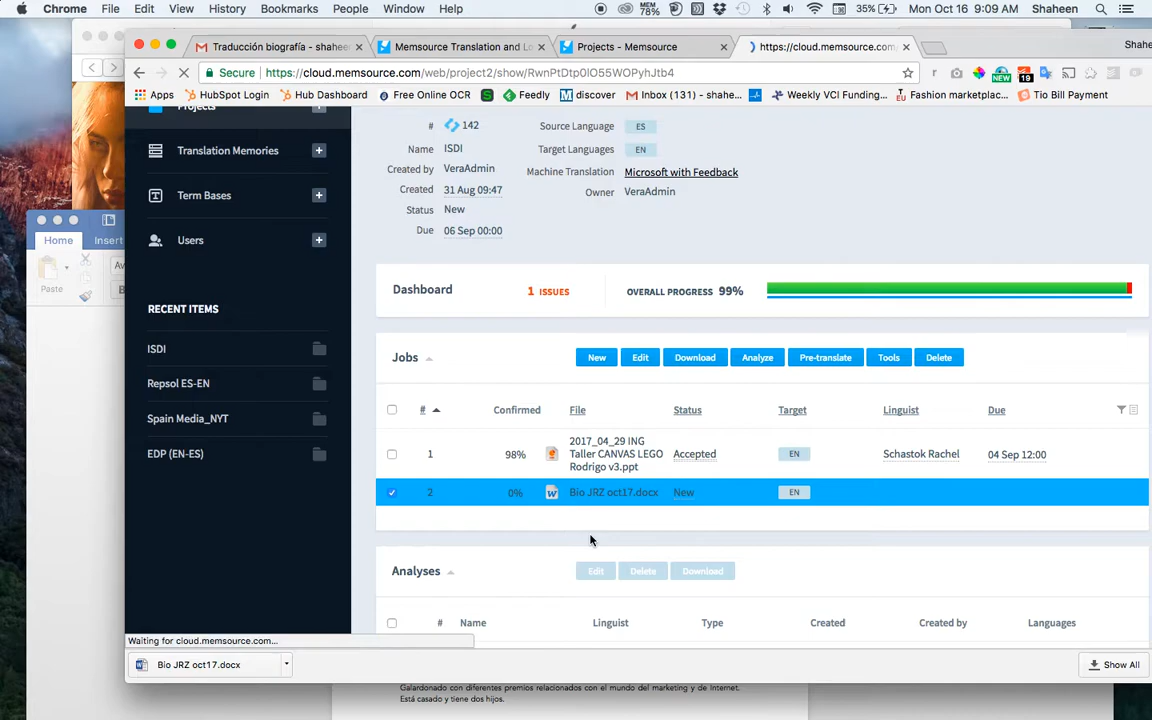 Chrome File Edit View History Bookmarks People Window Help MEM 78% 35% Mon Oct 16 9:09 AM Shaheen
Traducción biografía - shahee
Memsource Translation and Lo
Projects - Memsource
https://cloud.memsource.com
Shahee
Secure https://cloud.memsource.com/web/project2/show/RwnPtDtp0lO55WOPyhJtb4
Apps HubSpot Login Hub Dashboard Free Online OCR Feedly discover Inbox (131) - shahe... Weekly VCI Funding... Fashion marketplac... Tio Bill Payment
NEW 19
Projects
Translation Memories
Term Bases
Users
RECENT ITEMS
ISDI
Repsol ES-EN
Spain Media_NYT
EDP (EN-ES)
# 142
Name ISDI
Created by VeraAdmin
Created 31 Aug 09:47
Status New
Due 06 Sep 00:00
Source Language ES
Target Languages EN
Machine Translation Microsoft with Feedback
Owner VeraAdmin
Dashboard 1 ISSUES OVERALL PROGRESS 99%
Jobs New Edit Download Analyze Pre-translate Tools Delete
# Confirmed File Status Target Linguist Due
1 98% 2017_04_29 ING
Taller CANVAS LEGO
Rodrigo v3.ppt
Accepted EN Schastok Rachel 04 Sep 12:00
2 0% Bio JRZ oct17.docx New EN
Analyses Edit Delete Download
# Name Linguist Type Created Created by Languages
Waiting for cloud.memsource.com...
Bio JRZ oct17.docx
Show All
Home Insert
Paste
Av
B
Galardonado con diferentes premios relacionados con el mundo del marketing y de Internet.
Está casado y tiene dos hijos.